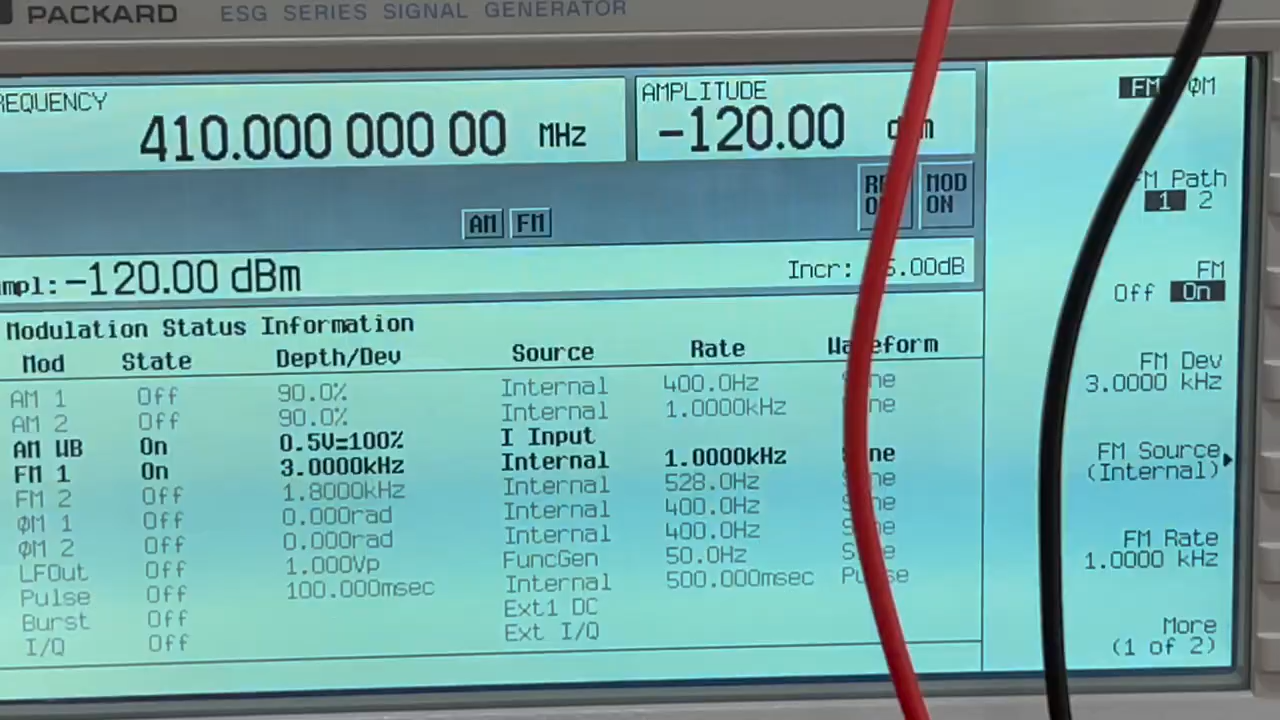 PACKARD ESG SERIES SIGNAL GENERATOR
REQUENCY AMPLITUDE FM ΦM
410.000 000 00 MHz -120.00
FM Path
1 2
MOD
ON
AM FM
FM
Off On
mpl: -120.00 dBm Incr: 5.00dB
Modulation Status Information
Mod State Depth/Dev Source Rate Waveform
FM Dev
3.0000 kHz
AM 1 Off 90.0% Internal 400.0Hz
AM 2 Off 90.0% Internal 1.0000kHz
AM WB On 0.5V=100% I Input
FM 1 On 3.0000kHz Internal 1.0000kHz
FM Source
(Internal)
FM 2 Off 1.8000kHz Internal 528.0Hz
ΦM 1 Off 0.000rad Internal 400.0Hz
ΦM 2 Off 0.000rad Internal 400.0Hz
FM Rate
1.0000 kHz
LFOut Off 1.000Vp FuncGen 50.0Hz
Pulse Off 100.000msec Internal 500.000msec Pulse
Burst Off Ext1 DC
I/Q Off Ext I/Q
More
(1 of 2)